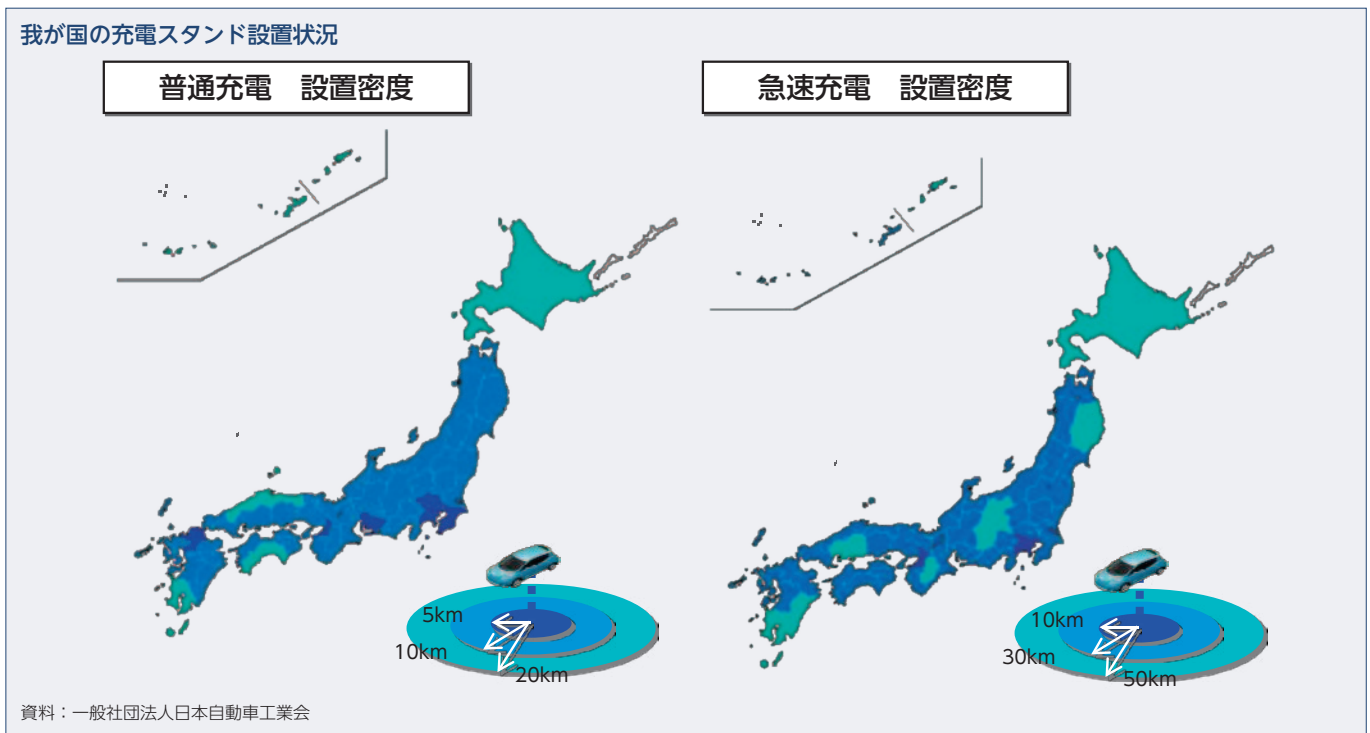 我が国の充電スタンド設置状況
普通充電　設置密度
急速充電　設置密度
5km
10km
20km
10km
30km
50km
資料：一般社団法人日本自動車工業会